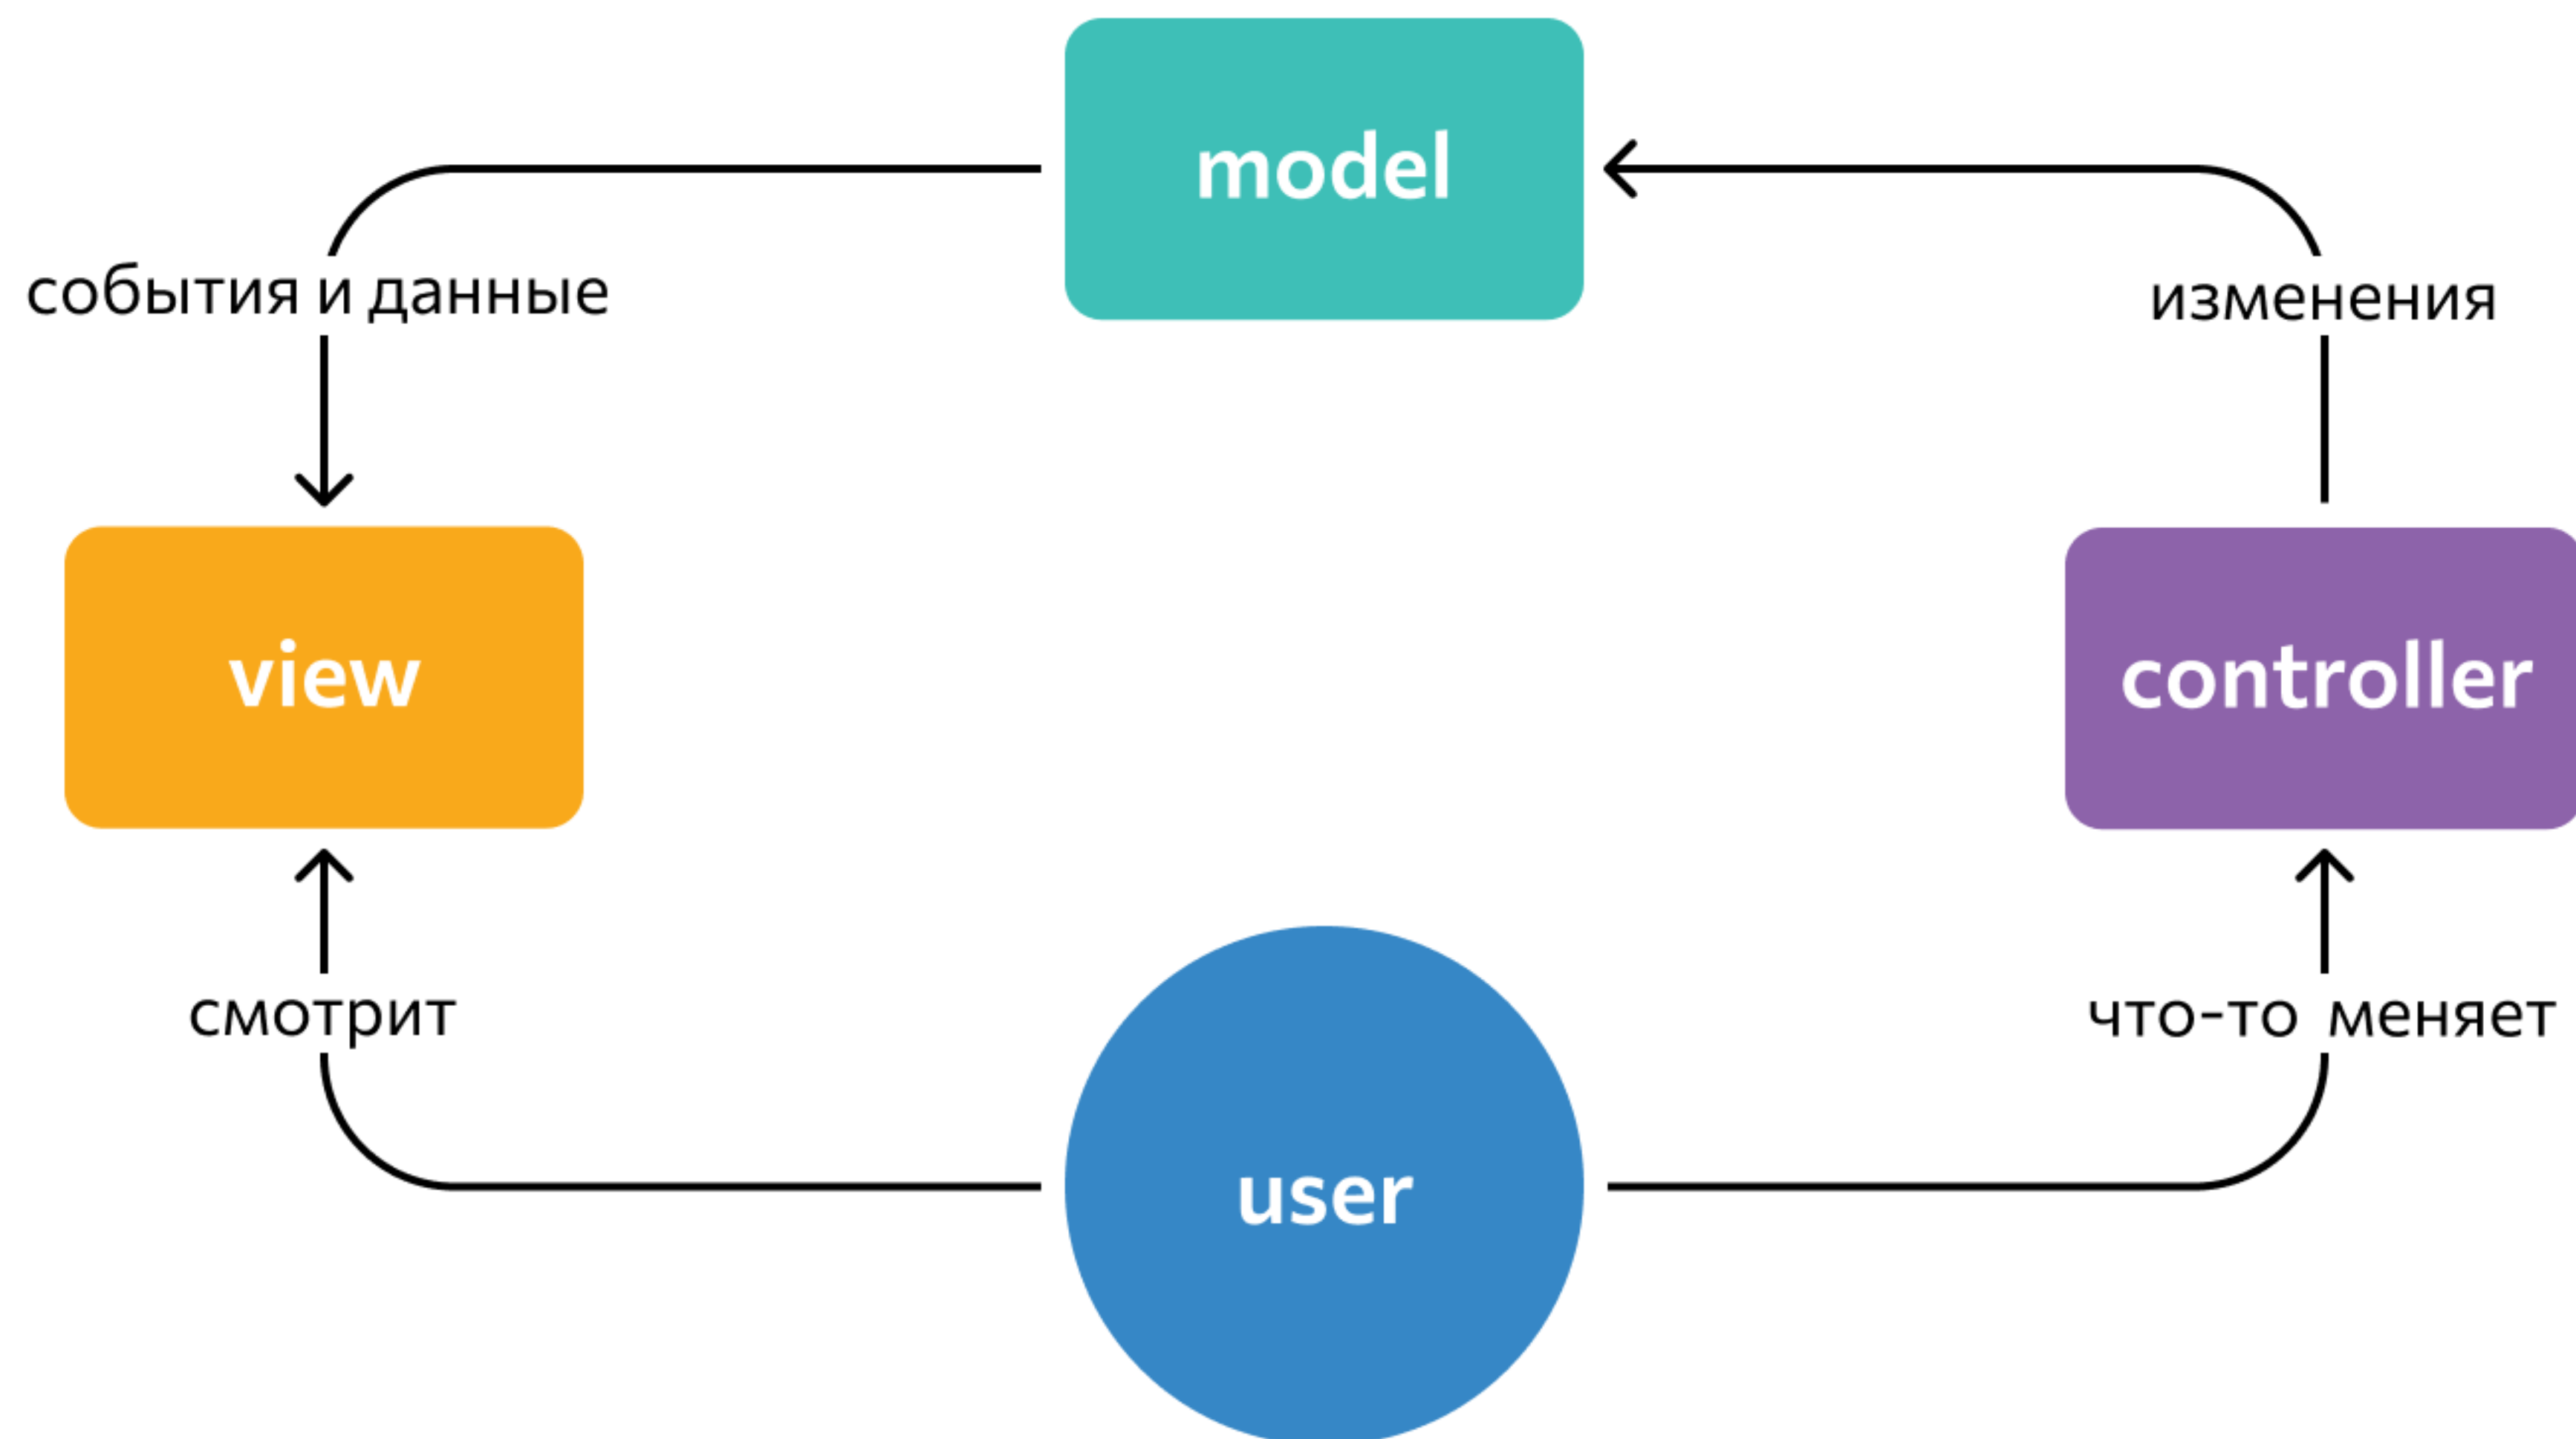 model
события и данные
изменения
view
controller
смотрит
что-то меняет
user